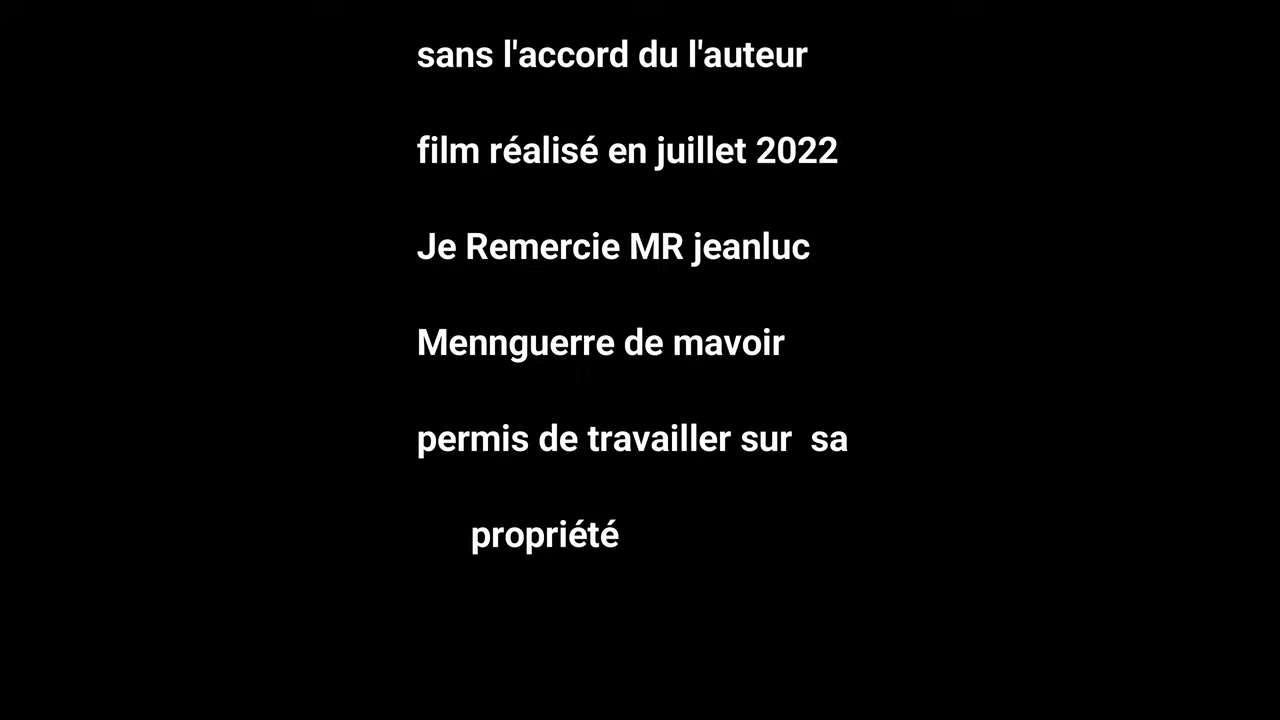 sans l'accord du l'auteur
film réalisé en juillet 2022
Je Remercie MR jeanluc
Mennguerre de mavoir
permis de travailler sur  sa
propriété